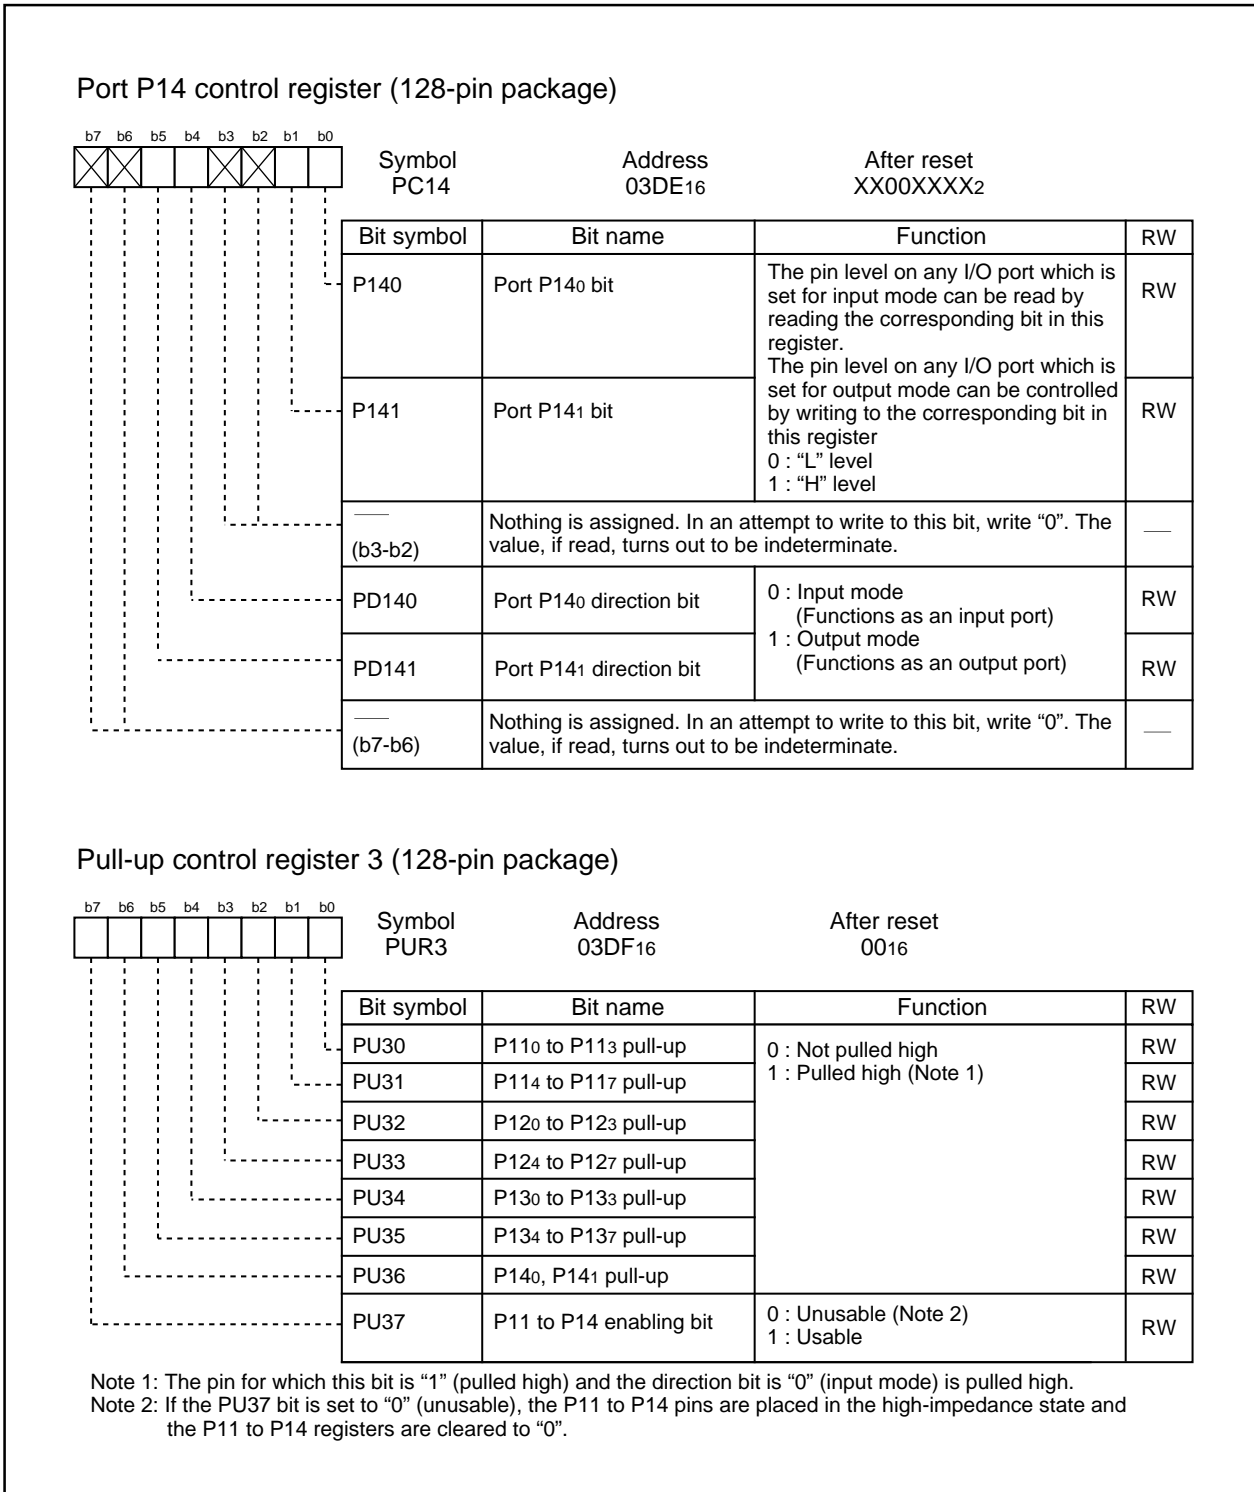 Port P14 control register (128-pin package)
b7 b6 b5 b4 b3 b2 b1 b0
Symbol Address After reset
PC14 03DE16 XX00XXXX2
Bit symbol Bit name Function RW
P140 Port P140 bit The pin level on any I/O port which is RW
set for input mode can be read by
reading the corresponding bit in this
register.
The pin level on any I/O port which is
set for output mode can be controlled
P141 Port P141 bit by writing to the corresponding bit in RW
this register
0 : “L” level
1 : “H” level
Nothing is assigned. In an attempt to write to this bit, write “0”. The
(b3-b2) value, if read, turns out to be indeterminate.
PD140 Port P140 direction bit 0 : Input mode RW
(Functions as an input port)
1 : Output mode
PD141 Port P141 direction bit (Functions as an output port) RW
Nothing is assigned. In an attempt to write to this bit, write “0”. The
(b7-b6) value, if read, turns out to be indeterminate.
Pull-up control register 3 (128-pin package)
b7 b6 b5 b4 b3 b2 b1 b0
Symbol Address After reset
PUR3 03DF16 0016
Bit symbol Bit name Function RW
PU30 P110 to P113 pull-up 0 : Not pulled high RW
PU31 P114 to P117 pull-up 1 : Pulled high (Note 1) RW
PU32 P120 to P123 pull-up RW
PU33 P124 to P127 pull-up RW
PU34 P130 to P133 pull-up RW
PU35 P134 to P137 pull-up RW
PU36 P140, P141 pull-up RW
PU37 P11 to P14 enabling bit 0 : Unusable (Note 2) RW
1 : Usable
Note 1: The pin for which this bit is “1” (pulled high) and the direction bit is “0” (input mode) is pulled high.
Note 2: If the PU37 bit is set to “0” (unusable), the P11 to P14 pins are placed in the high-impedance state and
the P11 to P14 registers are cleared to “0”.